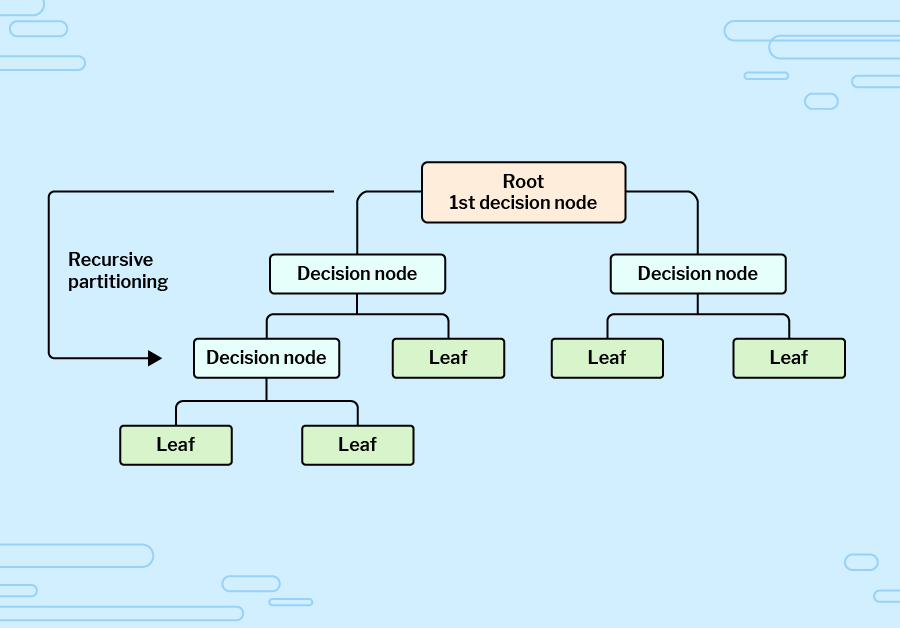 Root
1st decision node
Recursive
partitioning
Decision node
Decision node
Decision node
Leaf
Leaf
Leaf
Leaf
Leaf